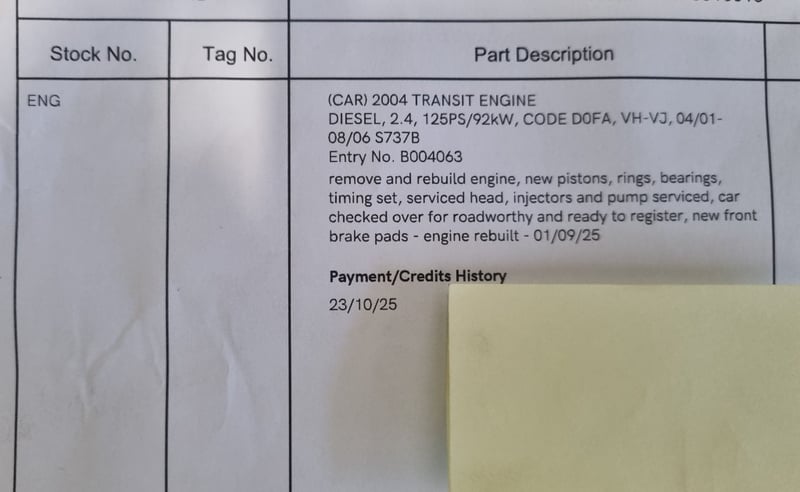 Stock No.
Tag No.
Part Description
ENG
(CAR) 2004 TRANSIT ENGINE
DIESEL, 2.4, 125PS/92kW, CODE D0FA, VH-VJ, 04/01-
08/06 S737B
Entry No. B004063
remove and rebuild engine, new pistons, rings, bearings,
timing set, serviced head, injectors and pump serviced, car
checked over for roadworthy and ready to register, new front
brake pads - engine rebuilt - 01/09/25
Payment/Credits History
23/10/25